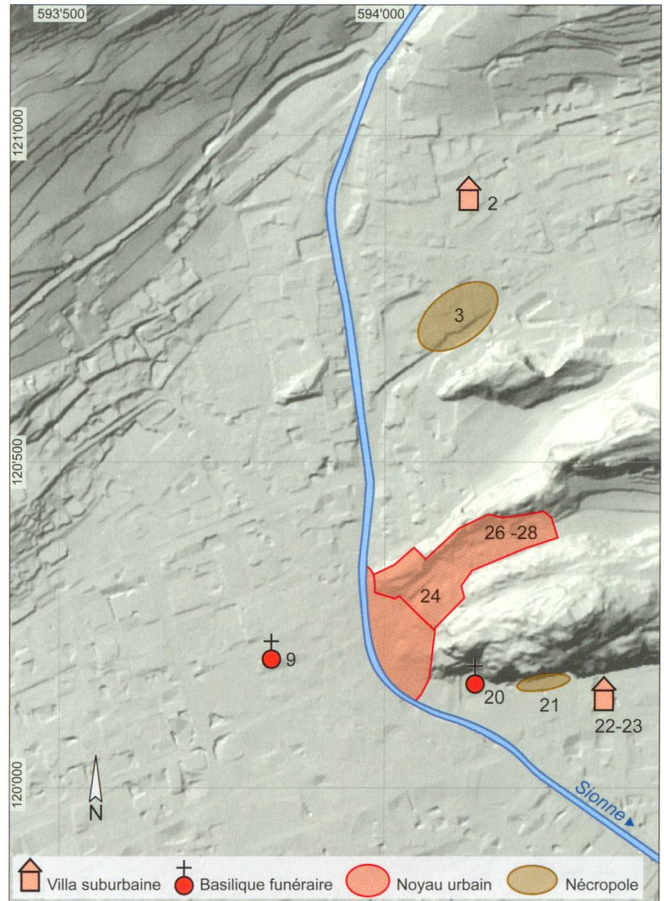 593'500
594'000
121'000
2
3
120'500
26 -28
24
9
20
21
22-23
120'000
N
Sionne
Villa suburbaine
Basilique funéraire
Noyau urbain
Nécropole